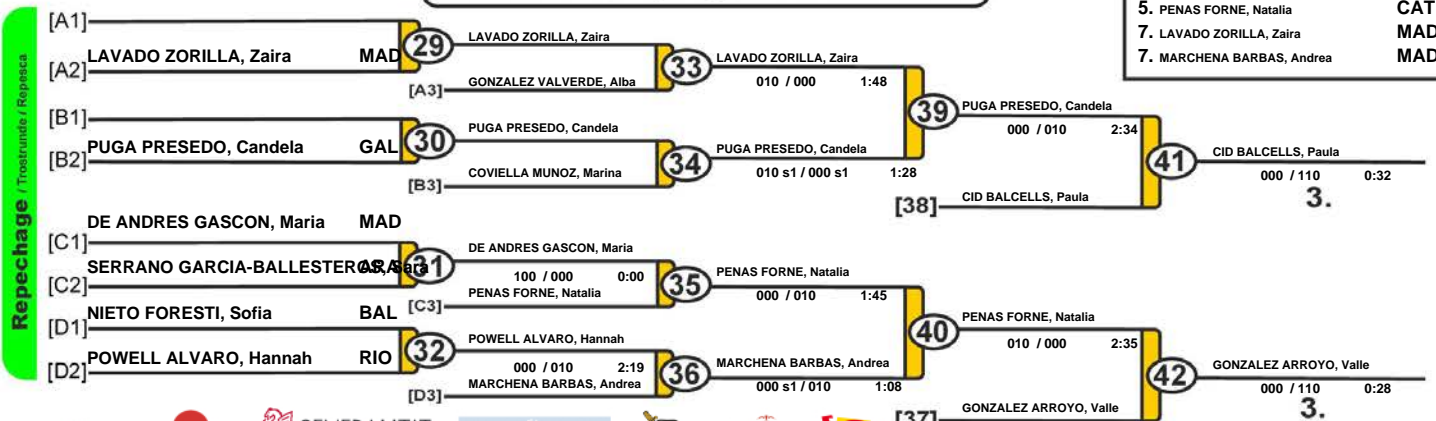 5. PENAS FORNE, Natalia CAT
7. LAVADO ZORILLA, Zaira MAD
7. MARCHENA BARBAS, Andrea MAD
Repechage / Trostrunde / Repesca
[A1]
[A2] LAVADO ZORILLA, Zaira MAD
29
LAVADO ZORILLA, Zaira
[A3] GONZALEZ VALVERDE, Alba
33
LAVADO ZORILLA, Zaira
010 / 000 1:48
[B1]
[B2] PUGA PRESEDO, Candela GAL
30
PUGA PRESEDO, Candela
[B3] COVIELLA MUNOZ, Marina
34
PUGA PRESEDO, Candela
010 s1 / 000 s1 1:28
39
PUGA PRESEDO, Candela
000 / 010 2:34
[38] CID BALCELLS, Paula
41
CID BALCELLS, Paula
000 / 110 0:32
3.
[C1] DE ANDRES GASCON, Maria MAD
[C2] SERRANO GARCIA-BALLESTEROS, Sara ARA
31
DE ANDRES GASCON, Maria
100 / 000 0:00
[C3] PENAS FORNE, Natalia
35
PENAS FORNE, Natalia
000 / 010 1:45
[D1] NIETO FORESTI, Sofia BAL
[D2] POWELL ALVARO, Hannah RIO
32
POWELL ALVARO, Hannah
000 / 010 2:19
[D3] MARCHENA BARBAS, Andrea
36
MARCHENA BARBAS, Andrea
000 s1 / 010 1:08
40
PENAS FORNE, Natalia
010 / 000 2:35
[37] GONZALEZ ARROYO, Valle
42
GONZALEZ ARROYO, Valle
000 / 110 0:28
3.